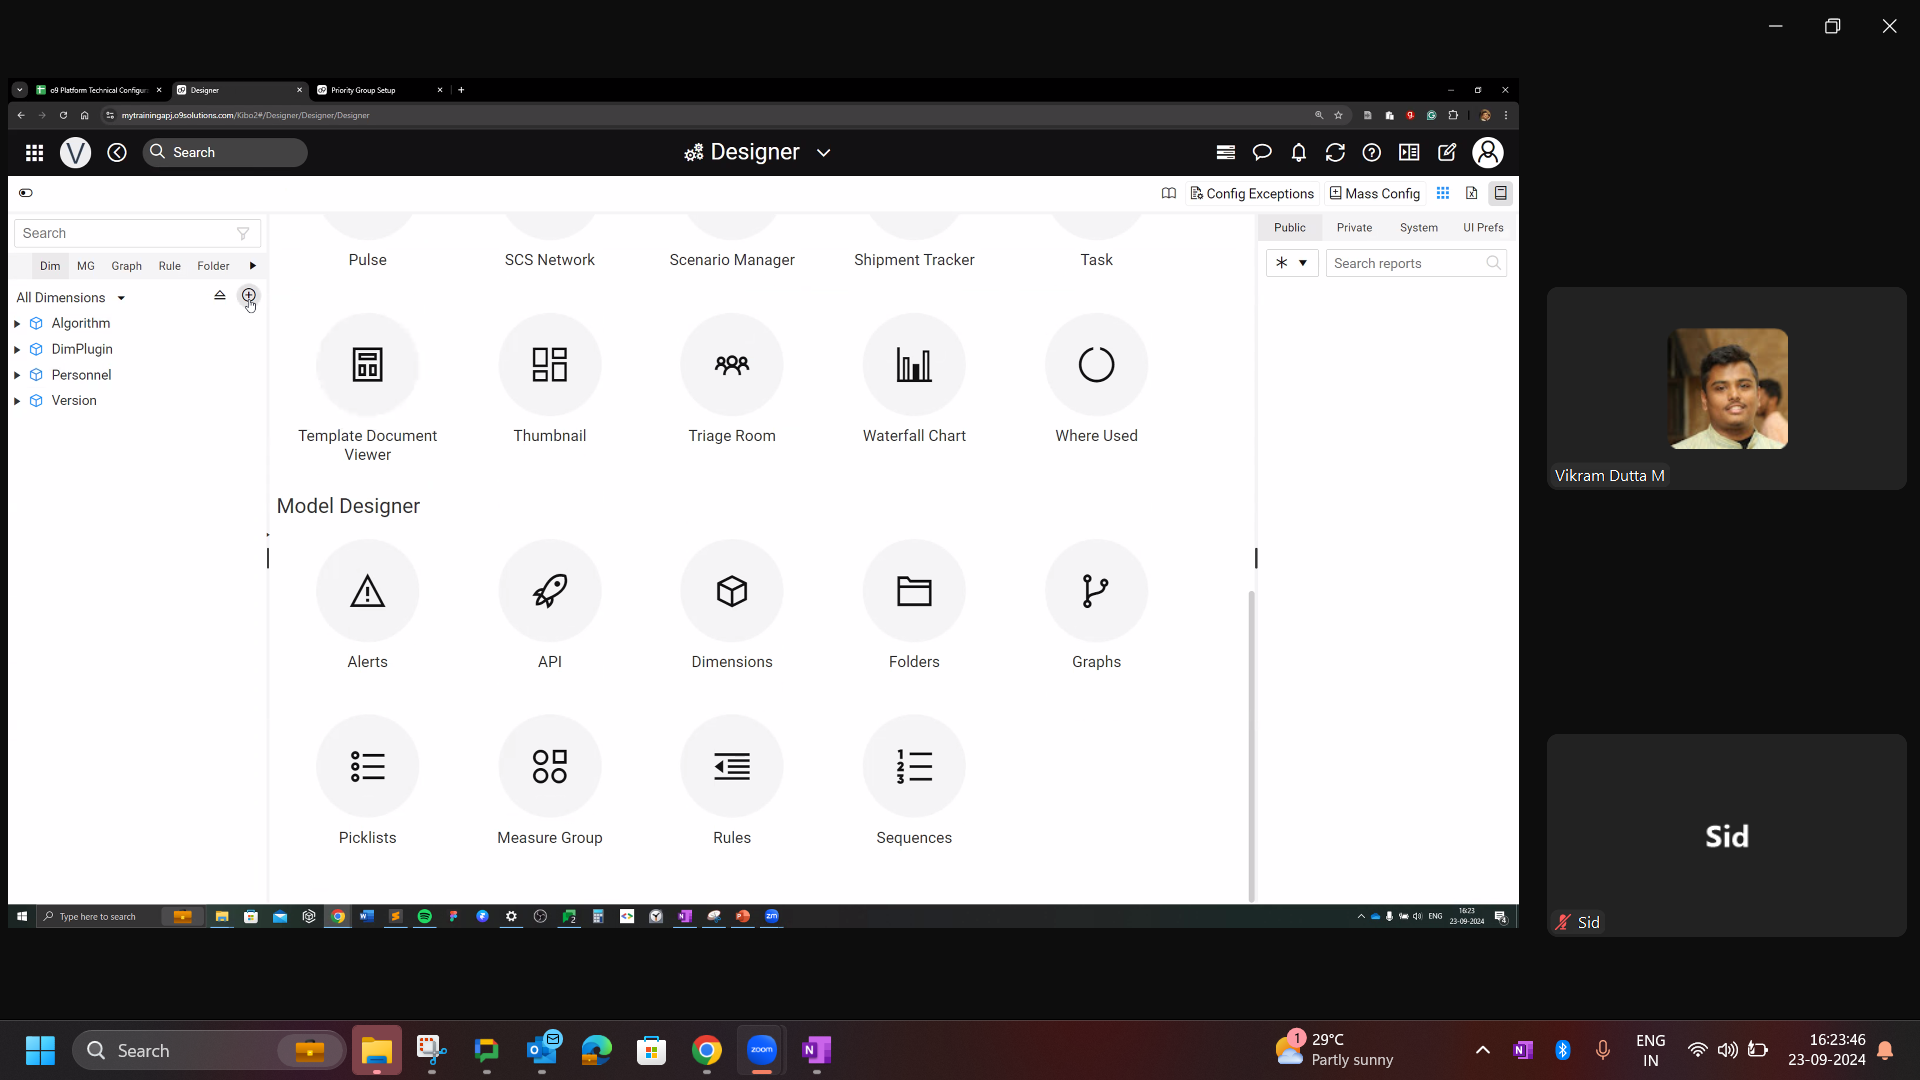 o9 Platform Technical Configur
Designer
Priority Group Setup
mytrainingapj.o9solutions.com/Kibo2#/Designer/Designer/Designer
V
Search
Designer
Config Exceptions
Mass Config
Search
Dim
MG
Graph
Rule
Folder
All Dimensions
Algorithm
DimPlugin
Personnel
Version
Pulse
SCS Network
Scenario Manager
Shipment Tracker
Task
Template Document
Viewer
Thumbnail
Triage Room
Waterfall Chart
Where Used
Model Designer
Alerts
API
Dimensions
Folders
Graphs
Picklists
Measure Group
Rules
Sequences
Public
Private
System
UI Prefs
Search reports
Vikram Dutta M
Sid
Sid
Type here to search
ENG
16:23
23-09-2024
Search
zoom
1
29°C
Partly sunny
ENG
IN
16:23:46
23-09-2024